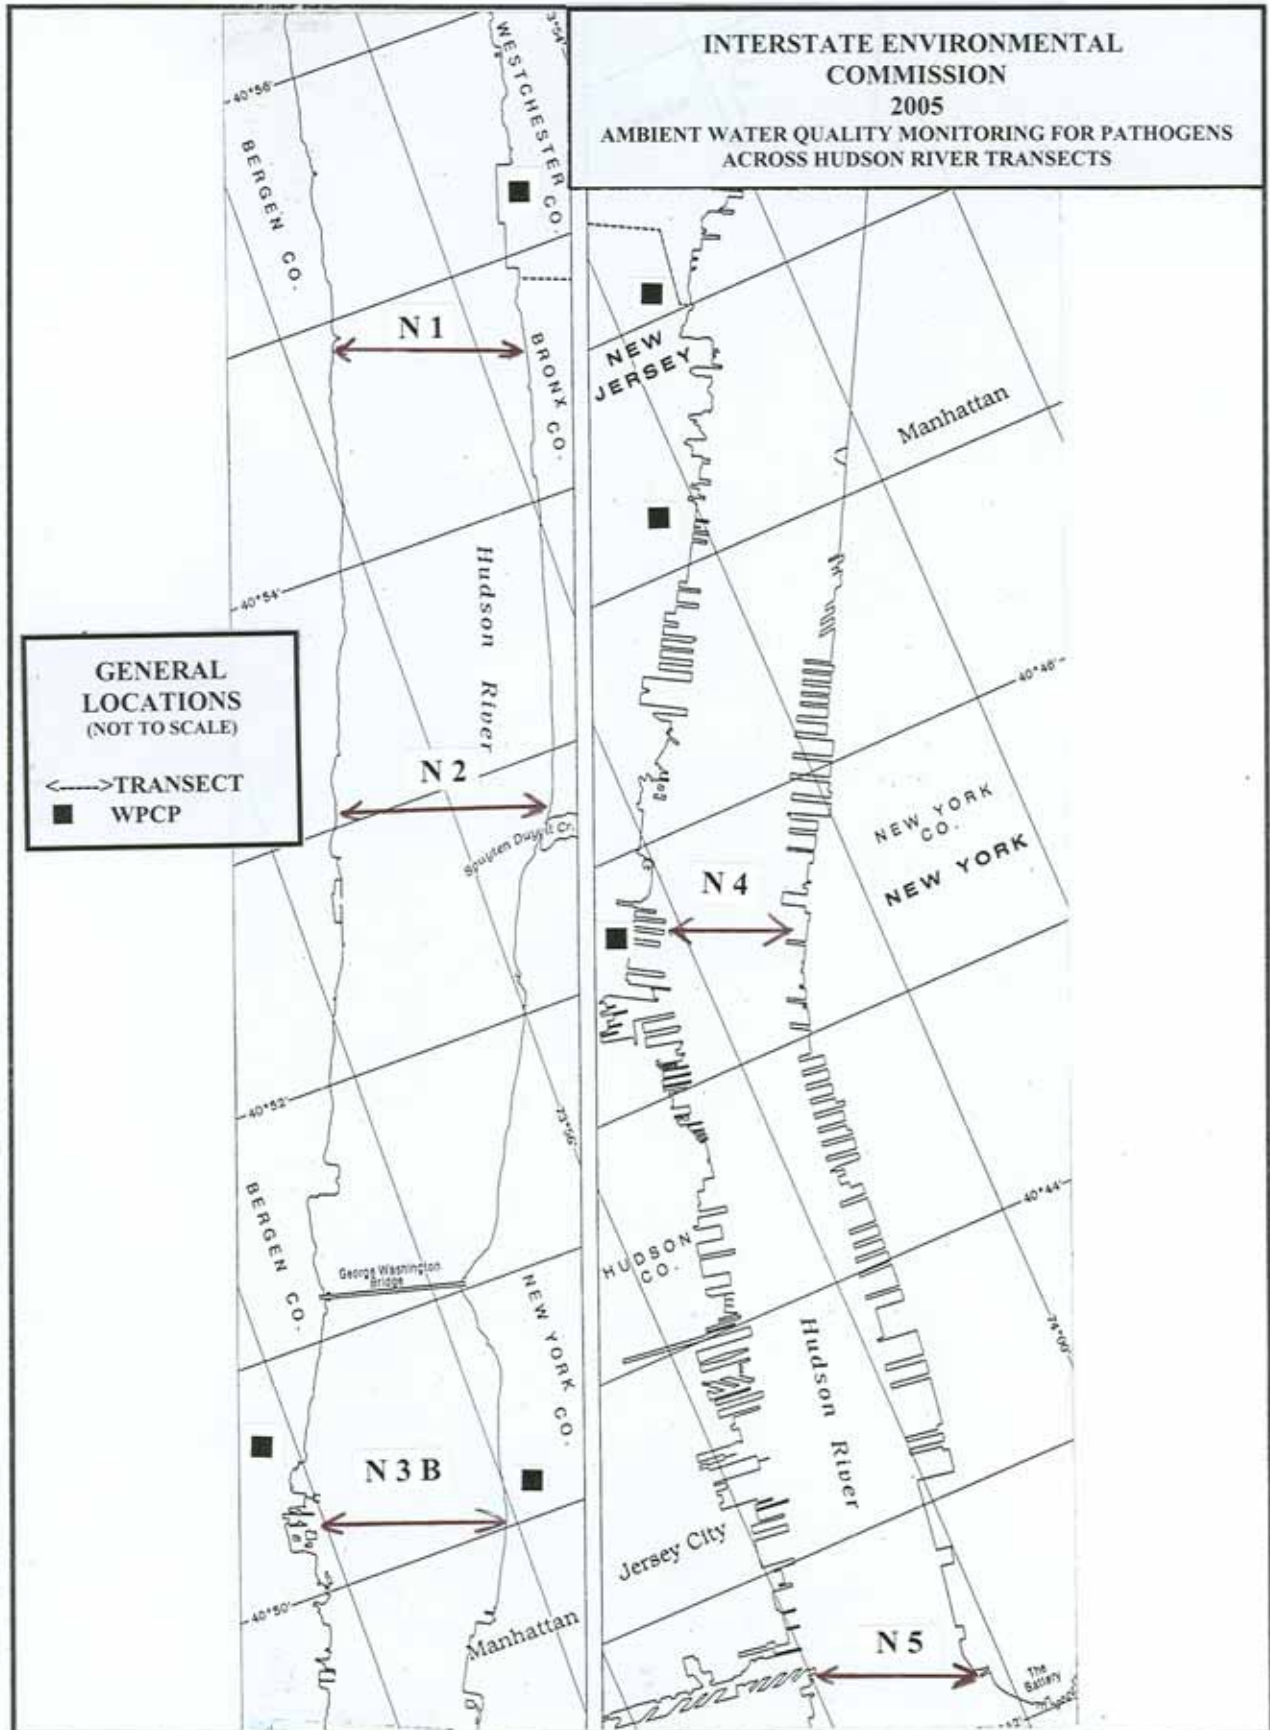 INTERSTATE ENVIRONMENTAL
COMMISSION
2005
AMBIENT WATER QUALITY MONITORING FOR PATHOGENS
ACROSS HUDSON RIVER TRANSECTS
GENERAL
LOCATIONS
(NOT TO SCALE)
<----->TRANSECT
WPCP
40°56'
WESTCHESTER CO.
BERGEN CO.
N 1
BRONX CO.
40°54'
Hudson River
N 2
Spuyten Duyvil Cr.
40°52'
73°56'
BERGEN CO.
George Washington
Bridge
NEW YORK CO.
N 3 B
40°50'
Manhattan
NEW
JERSEY
Manhattan
40°46'
NEW YORK
CO.
NEW YORK
N 4
40°44'
HUDSON
CO.
74°00'
Hudson River
Jersey City
N 5
The
Battery